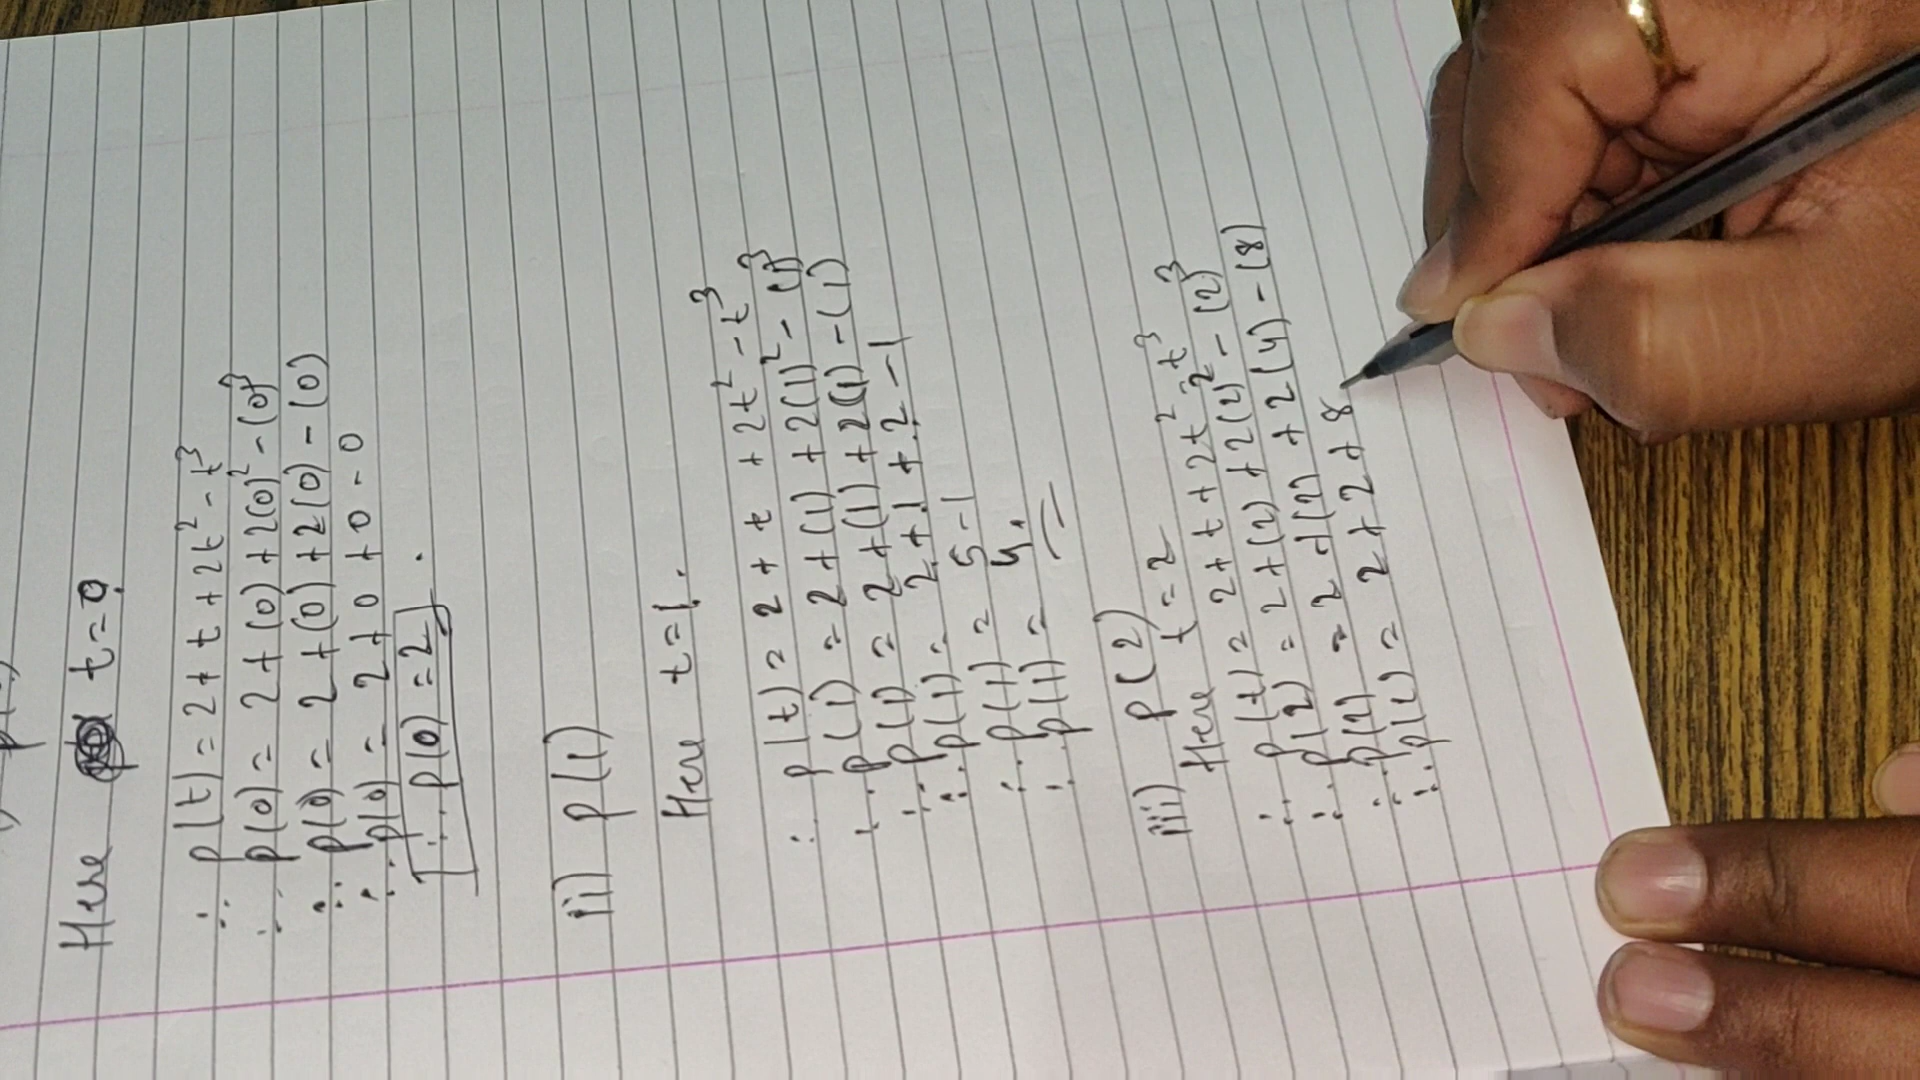 Here t=0.
∴ p(t) = 2 + t + 2t² - t³
∴ p(0) = 2 + (0) + 2(0)² - (0)³
∴ p(0) = 2 + (0) + 2(0) - (0)
∴ p(0) = 2 + 0 + 0 - 0
∴ p(0) = 2.
ii) p(1)
Here t=1.
∴ p(t) = 2 + t + 2t² - t³
∴ p(1) = 2 + (1) + 2(1)² - (1)³
∴ p(1) = 2 + (1) + 2(1) - (1)
∴ p(1) = 2 + 1 + 2 - 1
∴ p(1) = 5 - 1
∴ p(1) = 4.
iii) p(2)
Here t = 2
∴ p(t) = 2 + t + 2t² - t³
∴ p(2) = 2 + (2) + 2(2)² - (2)³
∴ p(2) = 2 + (2) + 2(4) - (8)
∴ p(2) = 2 + 2 + 8